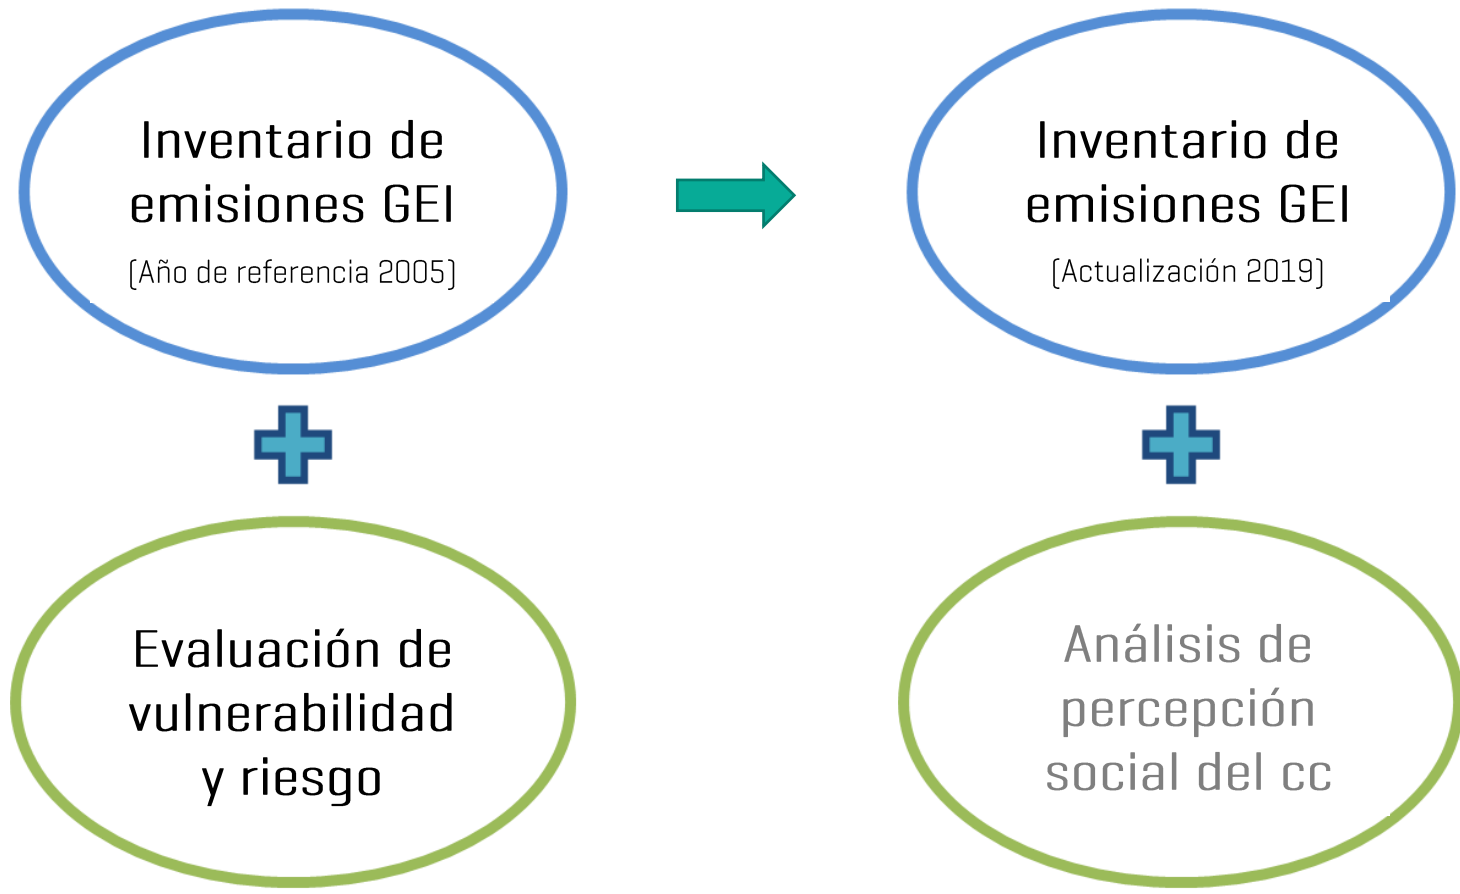 Inventario de
emisiones GEI
(Año de referencia 2005)
Inventario de
emisiones GEI
(Actualización 2019)
Evaluación de
vulnerabilidad
y riesgo
Análisis de
percepción
social del cc